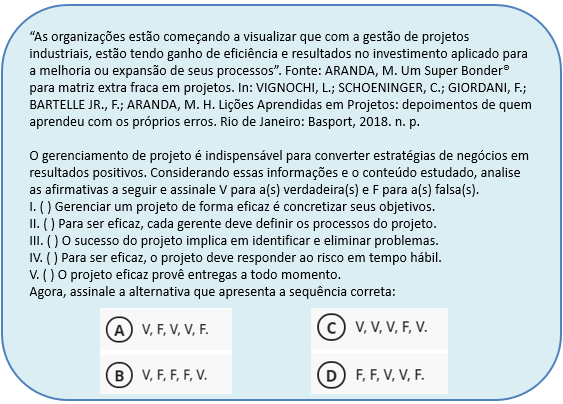 “As organizações estão começando a visualizar que com a gestão de projetos
industriais, estão tendo ganho de eficiência e resultados no investimento aplicado para
a melhoria ou expansão de seus processos”. Fonte: ARANDA, M. Um Super Bonder®
para matriz extra fraca em projetos. In: VIGNOCHI, L.; SCHOENINGER, C.; GIORDANI, F.;
BARTELLE JR., F.; ARANDA, M. H. Lições Aprendidas em Projetos: depoimentos de quem
aprendeu com os próprios erros. Rio de Janeiro: Basport, 2018. n. p.
O gerenciamento de projeto é indispensável para converter estratégias de negócios em
resultados positivos. Considerando essas informações e o conteúdo estudado, analise
as afirmativas a seguir e assinale V para a(s) verdadeira(s) e F para a(s) falsa(s).
I. ( ) Gerenciar um projeto de forma eficaz é concretizar seus objetivos.
II. ( ) Para ser eficaz, cada gerente deve definir os processos do projeto.
III. ( ) O sucesso do projeto implica em identificar e eliminar problemas.
IV. ( ) Para ser eficaz, o projeto deve responder ao risco em tempo hábil.
V. ( ) O projeto eficaz provê entregas a todo momento.
Agora, assinale a alternativa que apresenta a sequência correta:
A V, F, V, V, F.
B V, F, F, F, V.
C V, V, V, F, V.
D F, F, V, V, F.